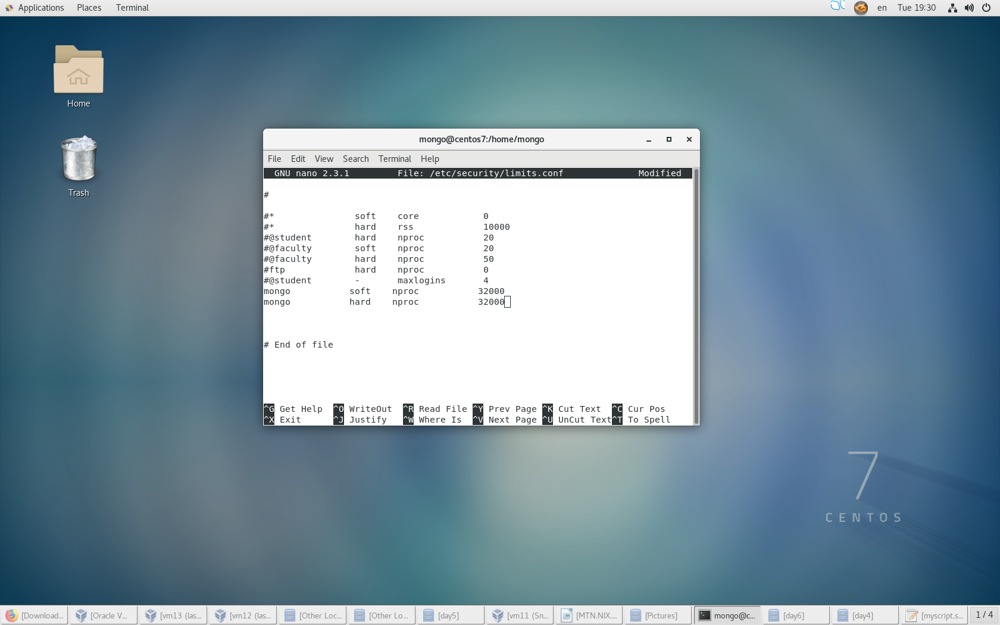 Applications Places Terminal en Tue 19:30
Home
Trash
mongo@centos7:/home/mongo
File Edit View Search Terminal Help
GNU nano 2.3.1 File: /etc/security/limits.conf Modified
#
#* soft core 0
#* hard rss 10000
#@student hard nproc 20
#@faculty soft nproc 20
#@faculty hard nproc 50
#ftp hard nproc 0
#@student - maxlogins 4
mongo soft nproc 32000
mongo hard nproc 32000
# End of file
^G Get Help ^O WriteOut ^R Read File ^Y Prev Page ^K Cut Text ^C Cur Pos
^X Exit ^J Justify ^W Where Is ^V Next Page ^U UnCut Text ^T To Spell
7
CENTOS
[Download... [Oracle V... [vm13 (las... [vm12 (las... [Other Loc... [Other Lo... [day5] [vm11 (Sn... [MTN.NIX.... [Pictures] mongo@c... [day6] [day4] [myscript.s... 1 / 4